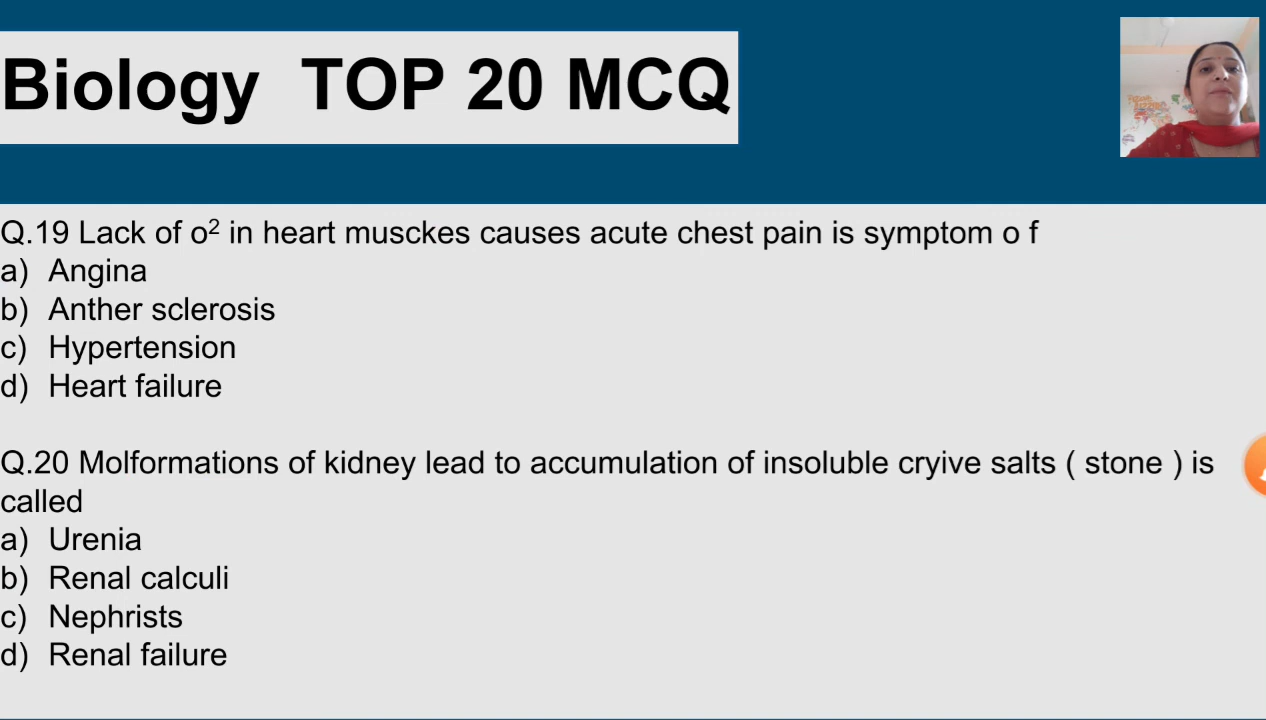 Biology TOP 20 MCQ
Q.19 Lack of o² in heart musckes causes acute chest pain is symptom o f
a) Angina
b) Anther sclerosis
c) Hypertension
d) Heart failure
Q.20 Molformations of kidney lead to accumulation of insoluble cryive salts ( stone ) is
called
a) Urenia
b) Renal calculi
c) Nephrists
d) Renal failure